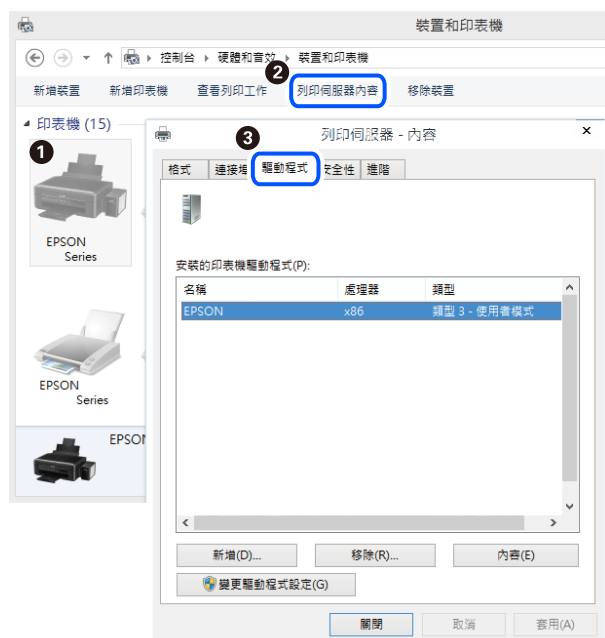 裝置和印表機
控制台 硬體和音效 裝置和印表機
2
新增裝置 新增印表機 查看列印工作 列印伺服器內容 移除裝置
印表機 (15)
1
EPSON
Series
EPSON
Series
EPSON
3
列印伺服器 - 內容
格式 連接埠 驅動程式 安全性 進階
安裝的印表機驅動程式(P):
名稱 處理器 類型
EPSON x86 類型 3 - 使用者模式
新增(D)... 移除(R)... 內容(E)
變更驅動程式設定(G)
關閉 取消 套用(A)